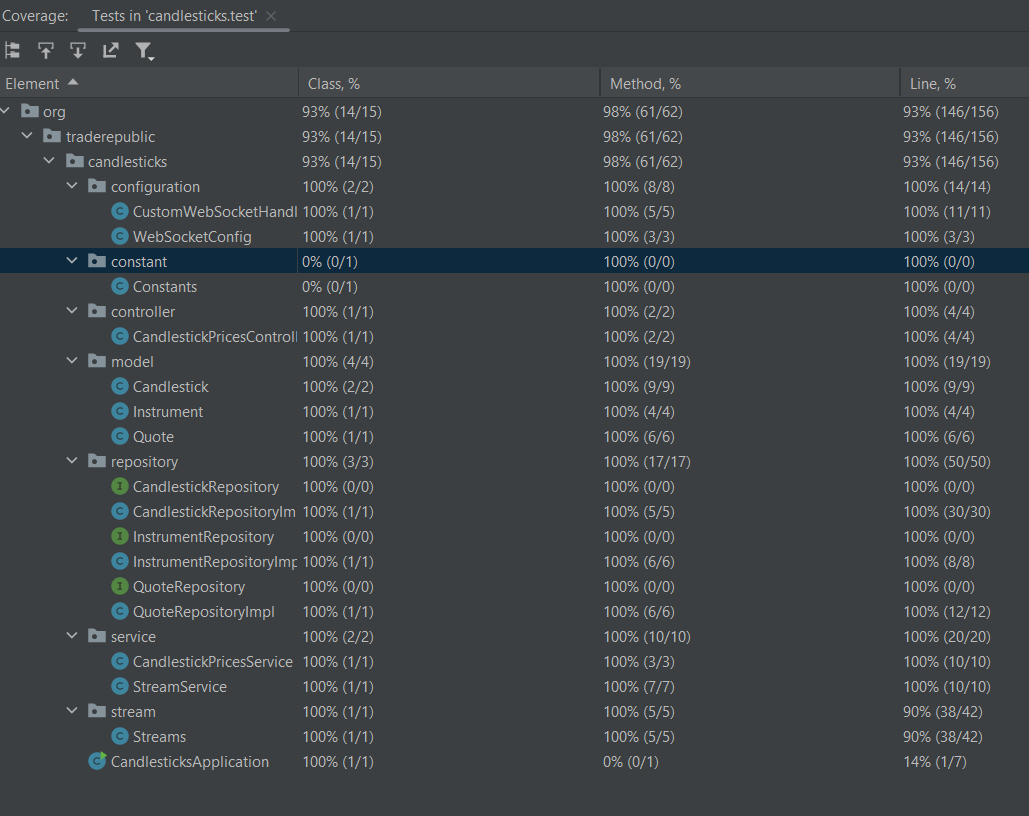 Coverage: Tests in 'candlesticks.test'
Element Class, % Method, % Line, %
org 93% (14/15) 98% (61/62) 93% (146/156)
traderepublic 93% (14/15) 98% (61/62) 93% (146/156)
candlesticks 93% (14/15) 98% (61/62) 93% (146/156)
configuration 100% (2/2) 100% (8/8) 100% (14/14)
CustomWebSocketHandl 100% (1/1) 100% (5/5) 100% (11/11)
WebSocketConfig 100% (1/1) 100% (3/3) 100% (3/3)
constant 0% (0/1) 100% (0/0) 100% (0/0)
Constants 0% (0/1) 100% (0/0) 100% (0/0)
controller 100% (1/1) 100% (2/2) 100% (4/4)
CandlestickPricesControll 100% (1/1) 100% (2/2) 100% (4/4)
model 100% (4/4) 100% (19/19) 100% (19/19)
Candlestick 100% (2/2) 100% (9/9) 100% (9/9)
Instrument 100% (1/1) 100% (4/4) 100% (4/4)
Quote 100% (1/1) 100% (6/6) 100% (6/6)
repository 100% (3/3) 100% (17/17) 100% (50/50)
CandlestickRepository 100% (0/0) 100% (0/0) 100% (0/0)
CandlestickRepositoryIm 100% (1/1) 100% (5/5) 100% (30/30)
InstrumentRepository 100% (0/0) 100% (0/0) 100% (0/0)
InstrumentRepositoryImp 100% (1/1) 100% (6/6) 100% (8/8)
QuoteRepository 100% (0/0) 100% (0/0) 100% (0/0)
QuoteRepositoryImpl 100% (1/1) 100% (6/6) 100% (12/12)
service 100% (2/2) 100% (10/10) 100% (20/20)
CandlestickPricesService 100% (1/1) 100% (3/3) 100% (10/10)
StreamService 100% (1/1) 100% (7/7) 100% (10/10)
stream 100% (1/1) 100% (5/5) 90% (38/42)
Streams 100% (1/1) 100% (5/5) 90% (38/42)
CandlesticksApplication 100% (1/1) 0% (0/1) 14% (1/7)